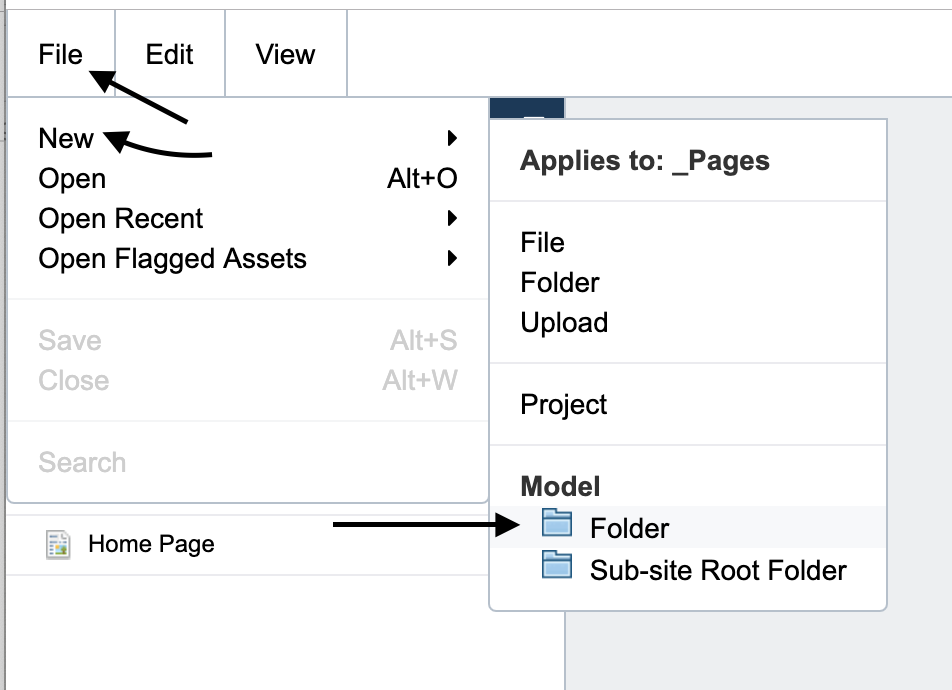 File Edit View
New
Open Alt+O
Open Recent
Open Flagged Assets
Save Alt+S
Close Alt+W
Search
Home Page
Applies to: _Pages
File
Folder
Upload
Project
Model
Folder
Sub-site Root Folder